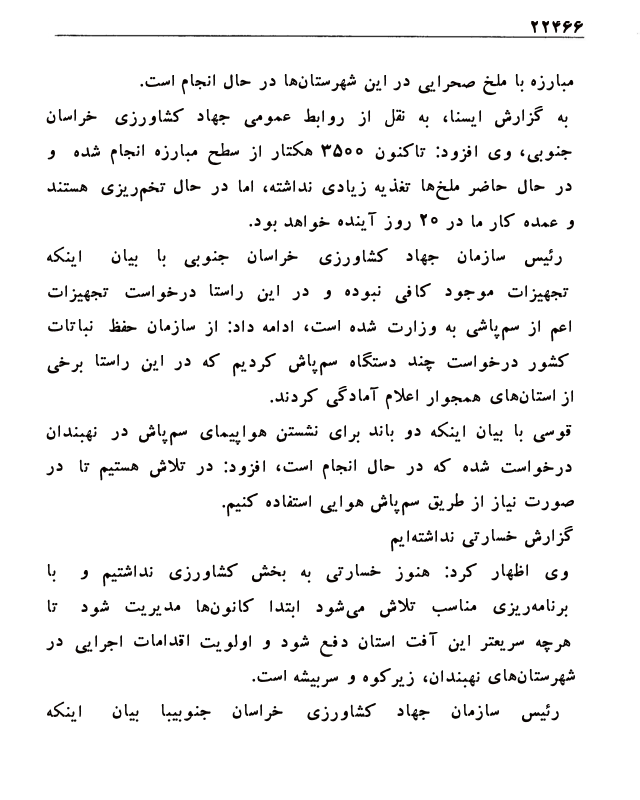 ۲۲۴۶۶
مبارزه با ملخ صحرایی در این شهرستان‌ها در حال انجام است.
به گزارش ایسنا، به نقل از روابط عمومی جهاد کشاورزی خراسان
جنوبی، وی افزود: تاکنون ۳۵۰۰ هکتار از سطح مبارزه انجام شده و
در حال حاضر ملخ‌ها تغذیه زیادی نداشته، اما در حال تخم‌ریزی هستند
و عمده کار ما در ۲۰ روز آینده خواهد بود.
رئیس سازمان جهاد کشاورزی خراسان جنوبی با بیان اینکه
تجهیزات موجود کافی نبوده و در این راستا درخواست تجهیزات
اعم از سم‌پاشی به وزارت شده است، ادامه داد: از سازمان حفظ نباتات
کشور درخواست چند دستگاه سم‌پاش کردیم که در این راستا برخی
از استان‌های همجوار اعلام آمادگی کردند.
قوسی با بیان اینکه دو باند برای نشستن هواپیمای سم‌پاش در نهبندان
درخواست شده که در حال انجام است، افزود: در تلاش هستیم تا در
صورت نیاز از طریق سم‌پاش هوایی استفاده کنیم.
گزارش خسارتی نداشته‌ایم
وی اظهار کرد: هنوز خسارتی به بخش کشاورزی نداشتیم و با
برنامه‌ریزی مناسب تلاش می‌شود ابتدا کانون‌ها مدیریت شود تا
هرچه سریعتر این آفت استان دفع شود و اولویت اقدامات اجرایی در
شهرستان‌های نهبندان، زیرکوه و سربیشه است.
رئیس سازمان جهاد کشاورزی خراسان جنوبیبا بیان اینکه